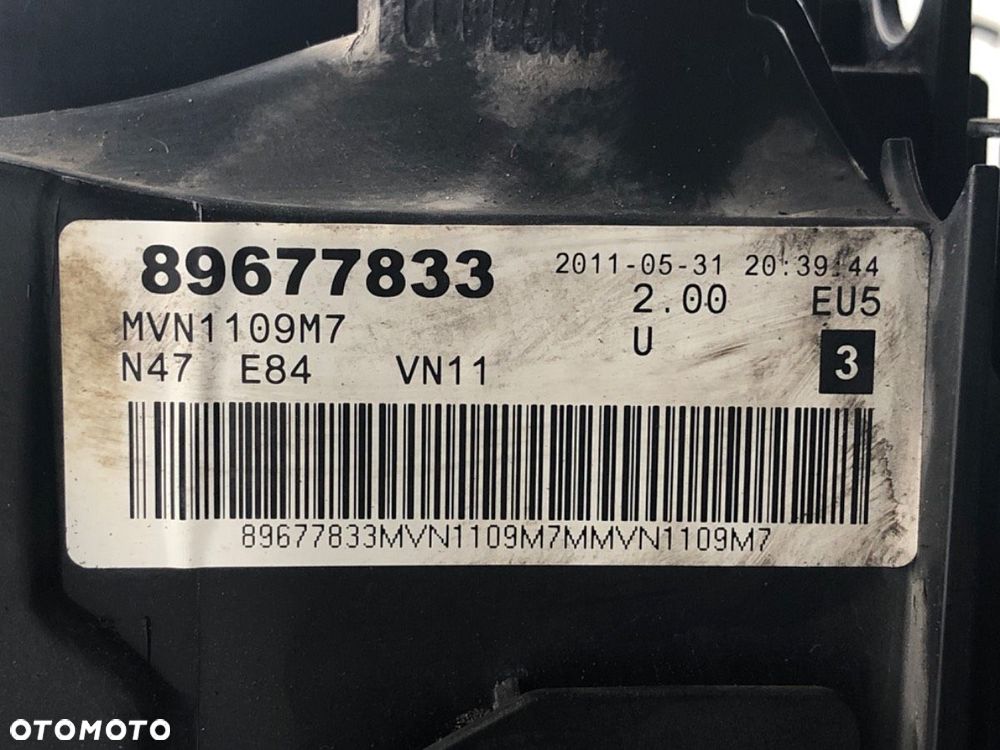 89677833 2011-05-31 20:39:44
MVN1109M7 2.00 EU5
N47 E84 VN11 U 3
89677833MVN1109M7MMVN1109M7
OTOMOTO